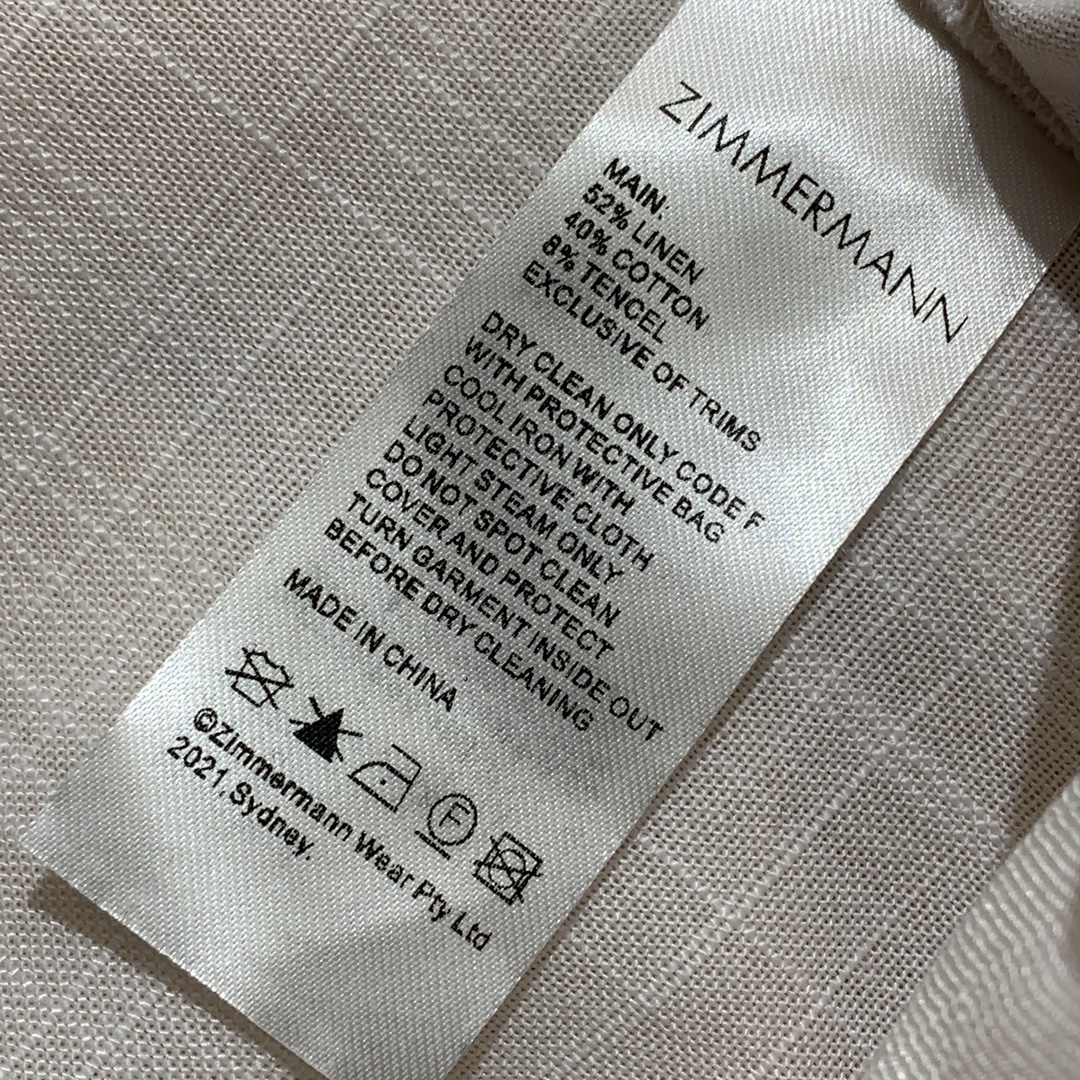 ZIMMERMANN
MAIN:
52% LINEN
40% COTTON
8% TENCEL
EXCLUSIVE OF TRIMS
DRY CLEAN ONLY CODE F
WITH PROTECTIVE BAG
COOL IRON WITH
PROTECTIVE CLOTH
LIGHT STEAM ONLY
DO NOT SPOT CLEAN
COVER AND PROTECT
TURN GARMENT INSIDE OUT
BEFORE DRY CLEANING
MADE IN CHINA
F
©Zimmermann Wear Pty Ltd
2021, Sydney.